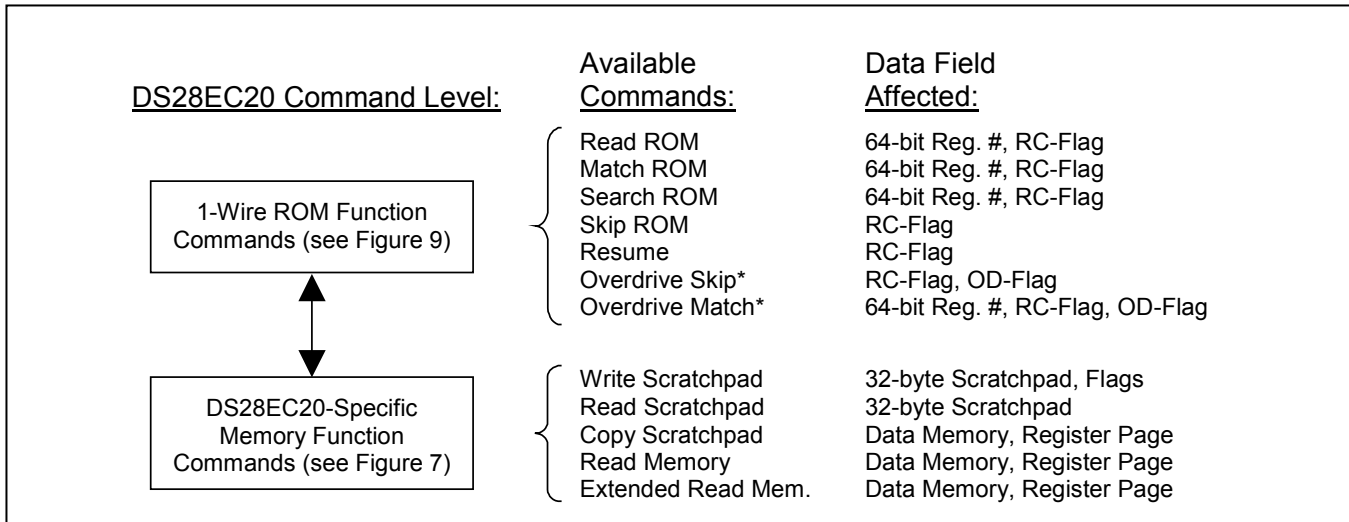 DS28EC20 Command Level:
Available
Commands:
Data Field
Affected:
1-Wire ROM Function
Commands (see Figure 9)
Read ROM 64-bit Reg. #, RC-Flag
Match ROM 64-bit Reg. #, RC-Flag
Search ROM 64-bit Reg. #, RC-Flag
Skip ROM RC-Flag
Resume RC-Flag
Overdrive Skip* RC-Flag, OD-Flag
Overdrive Match* 64-bit Reg. #, RC-Flag, OD-Flag
DS28EC20-Specific
Memory Function
Commands (see Figure 7)
Write Scratchpad 32-byte Scratchpad, Flags
Read Scratchpad 32-byte Scratchpad
Copy Scratchpad Data Memory, Register Page
Read Memory Data Memory, Register Page
Extended Read Mem. Data Memory, Register Page